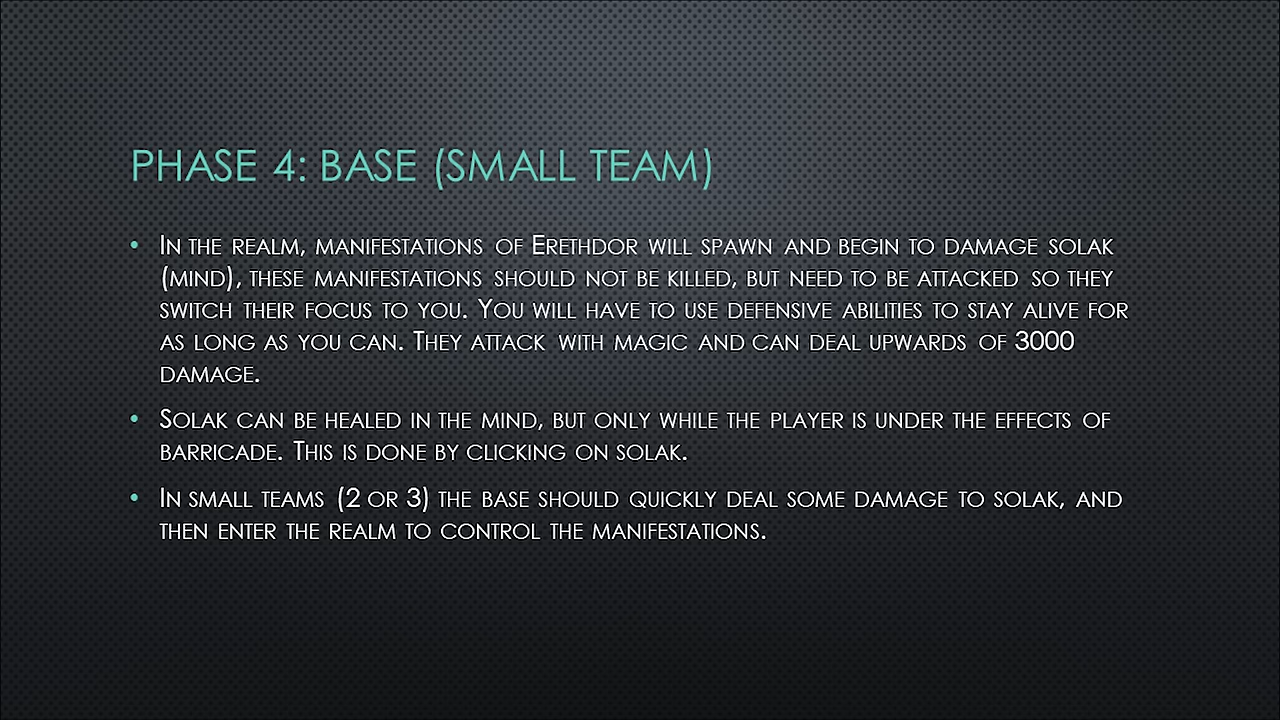 PHASE 4: BASE (SMALL TEAM)
• In the realm, manifestations of Erethdor will spawn and begin to damage solak
(mind), these manifestations should not be killed, but need to be attacked so they
switch their focus to you. You will have to use defensive abilities to stay alive for
as long as you can. They attack with magic and can deal upwards of 3000
damage.
• Solak can be healed in the mind, but only while the player is under the effects of
barricade. This is done by clicking on solak.
• In small teams (2 or 3) the base should quickly deal some damage to solak, and
then enter the realm to control the manifestations.